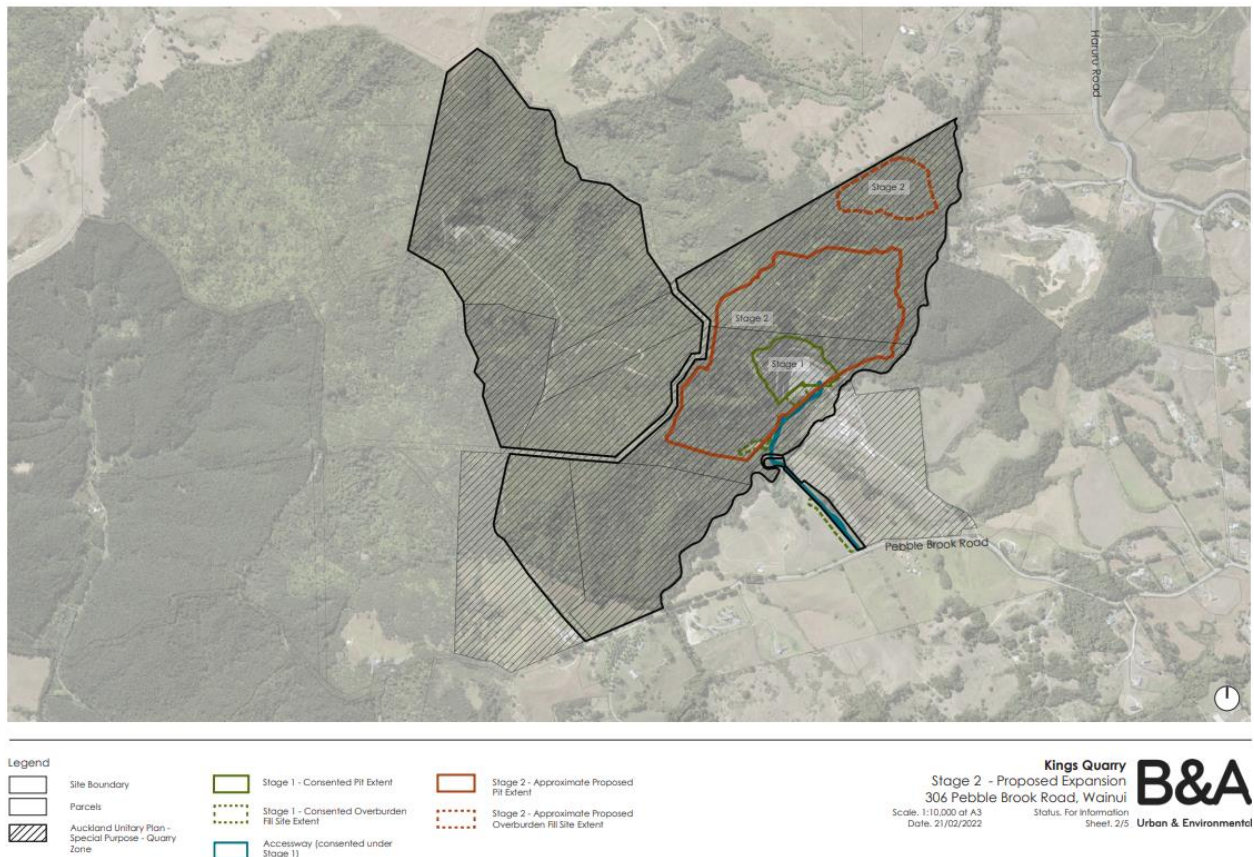 Haruru Road
Stage 2
Stage 2
Stage 1
Pebble Brook Road
Legend
Site Boundary
Parcels
Auckland Unitary Plan -
Special Purpose - Quarry
Zone
Stage 1 - Consented Pit Extent
Stage 1 - Consented Overburden
Fill Site Extent
Accessway (consented under
Stage 1)
Stage 2 - Approximate Proposed
Pit Extent
Stage 2 - Approximate Proposed
Overburden Fill Site Extent
Kings Quarry
Stage 2 - Proposed Expansion
306 Pebble Brook Road, Wainui
Scale. 1:10,000 at A3
Status. For Information
Date. 21/02/2022
Sheet. 2/5
B&A
Urban & Environmental